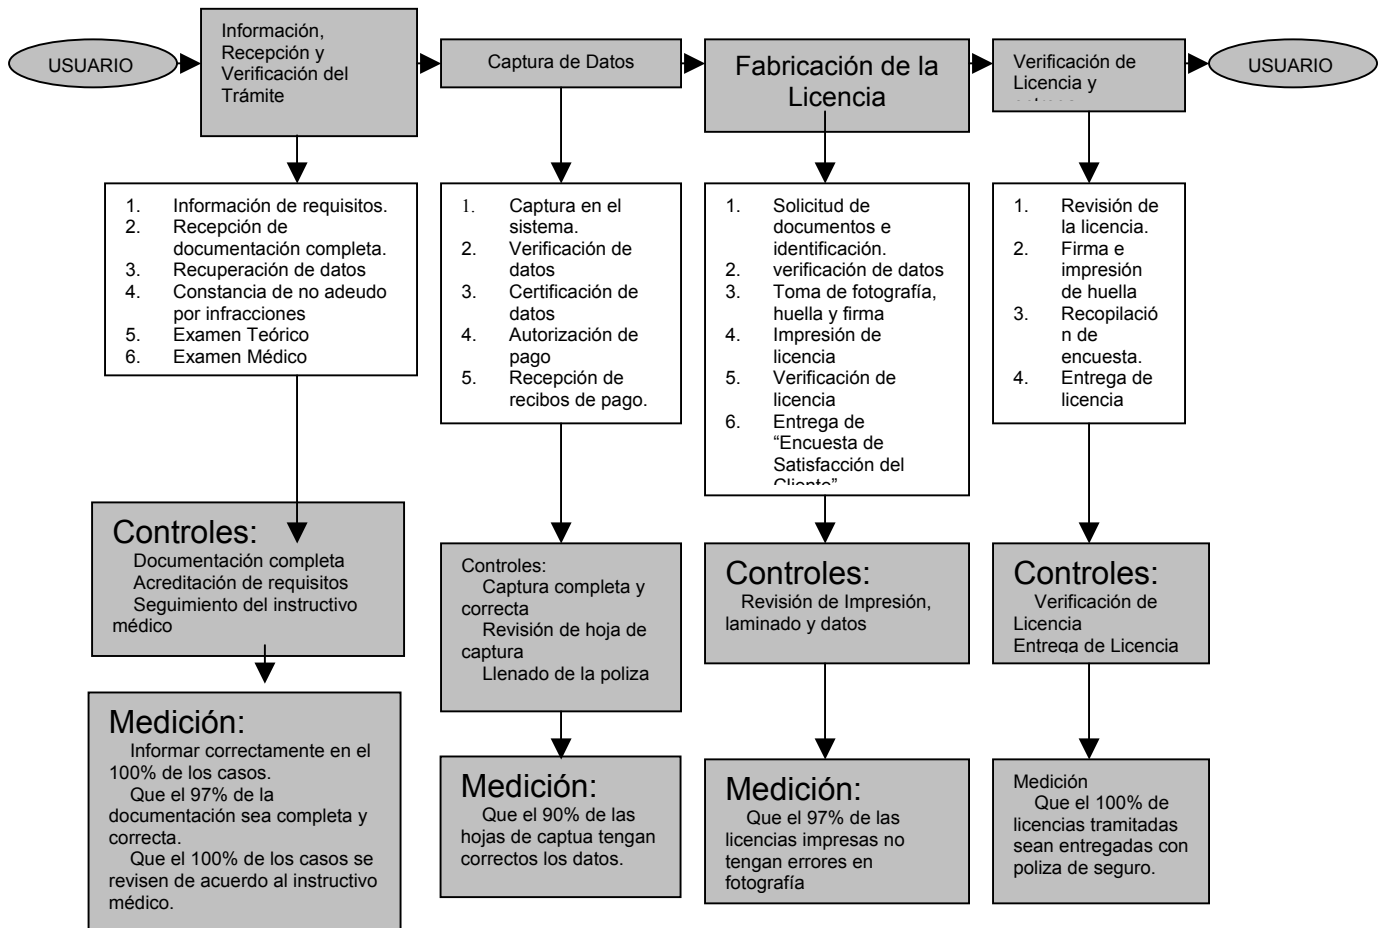 USUARIO
Información,
Recepción y
Verificación del
Trámite
Captura de Datos
Fabricación de la
Licencia
Verificación de
Licencia y
USUARIO
1. Información de requisitos.
2. Recepción de
documentación completa.
3. Recuperación de datos
4. Constancia de no adeudo
por infracciones
5. Examen Teórico
6. Examen Médico
1. Captura en el
sistema.
2. Verificación de
datos
3. Certificación de
datos
4. Autorización de
pago
5. Recepción de
recibos de pago.
1. Solicitud de
documentos e
identificación.
2. verificación de datos
3. Toma de fotografía,
huella y firma
4. Impresión de
licencia
5. Verificación de
licencia
6. Entrega de
“Encuesta de
Satisfacción del
Cliente”
1. Revisión de
la licencia.
2. Firma e
impresión
de huella
3. Recopilació
n de
encuesta.
4. Entrega de
licencia
Controles:
Documentación completa
Acreditación de requisitos
Seguimiento del instructivo
médico
Controles:
Captura completa y
correcta
Revisión de hoja de
captura
Llenado de la poliza
Controles:
Revisión de Impresión,
laminado y datos
Controles:
Verificación de
Licencia
Entrega de Licencia
Medición:
Informar correctamente en el
100% de los casos.
Que el 97% de la
documentación sea completa y
correcta.
Que el 100% de los casos se
revisen de acuerdo al instructivo
médico.
Medición:
Que el 90% de las
hojas de captua tengan
correctos los datos.
Medición:
Que el 97% de las
licencias impresas no
tengan errores en
fotografía
Medición
Que el 100% de
licencias tramitadas
sean entregadas con
poliza de seguro.